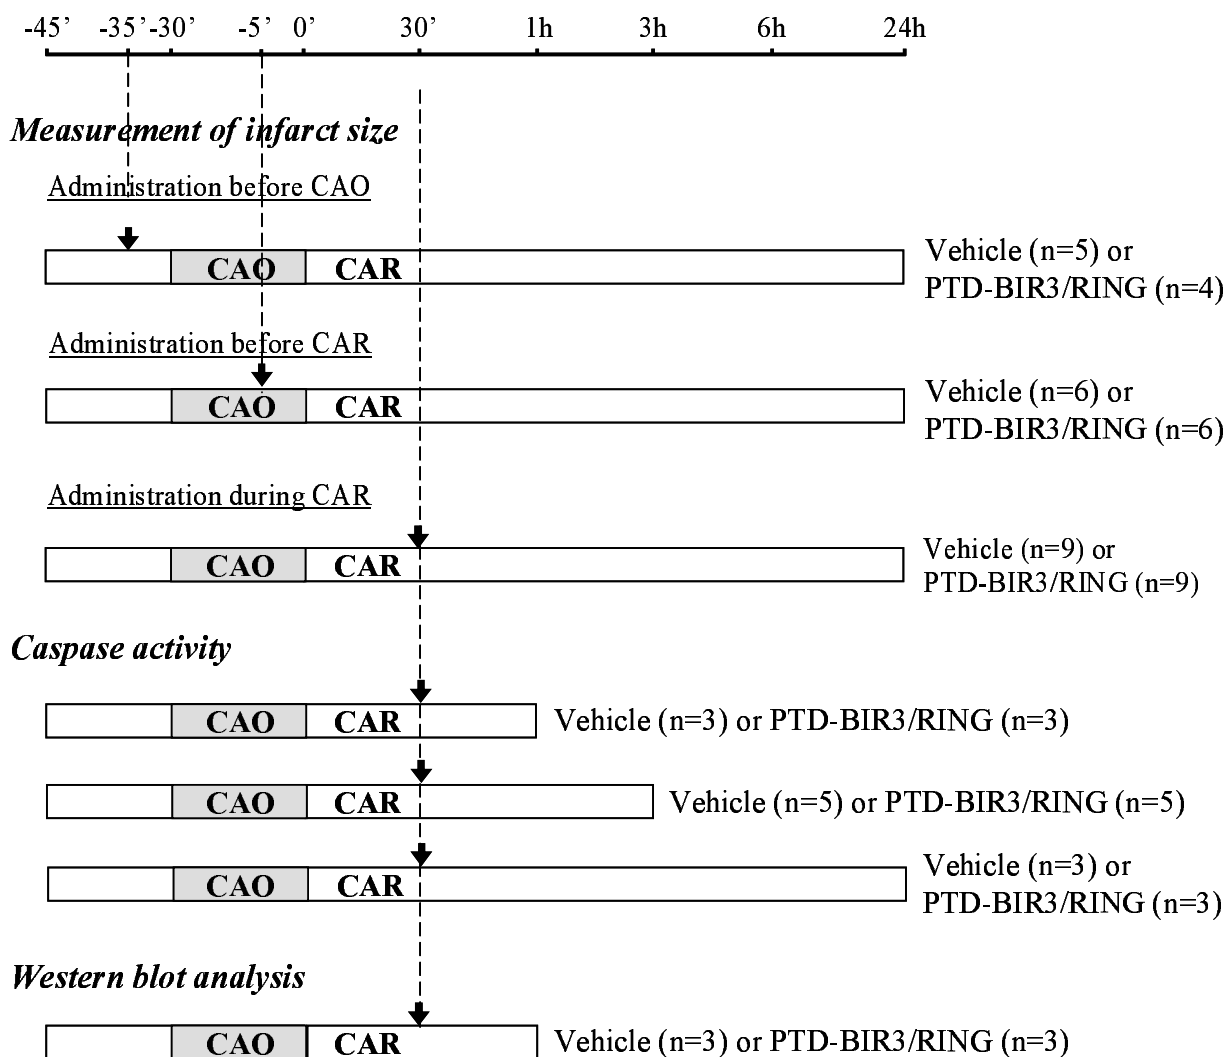 -45’ -35’ -30’ -5’ 0’ 30’ 1h 3h 6h 24h
Measurement of infarct size
Administration before CAO
CAO CAR
Vehicle (n=5) or
PTD-BIR3/RING (n=4)
Administration before CAR
CAO CAR
Vehicle (n=6) or
PTD-BIR3/RING (n=6)
Administration during CAR
CAO CAR
Vehicle (n=9) or
PTD-BIR3/RING (n=9)
Caspase activity
CAO CAR Vehicle (n=3) or PTD-BIR3/RING (n=3)
CAO CAR Vehicle (n=5) or PTD-BIR3/RING (n=5)
CAO CAR
Vehicle (n=3) or
PTD-BIR3/RING (n=3)
Western blot analysis
CAO CAR Vehicle (n=3) or PTD-BIR3/RING (n=3)